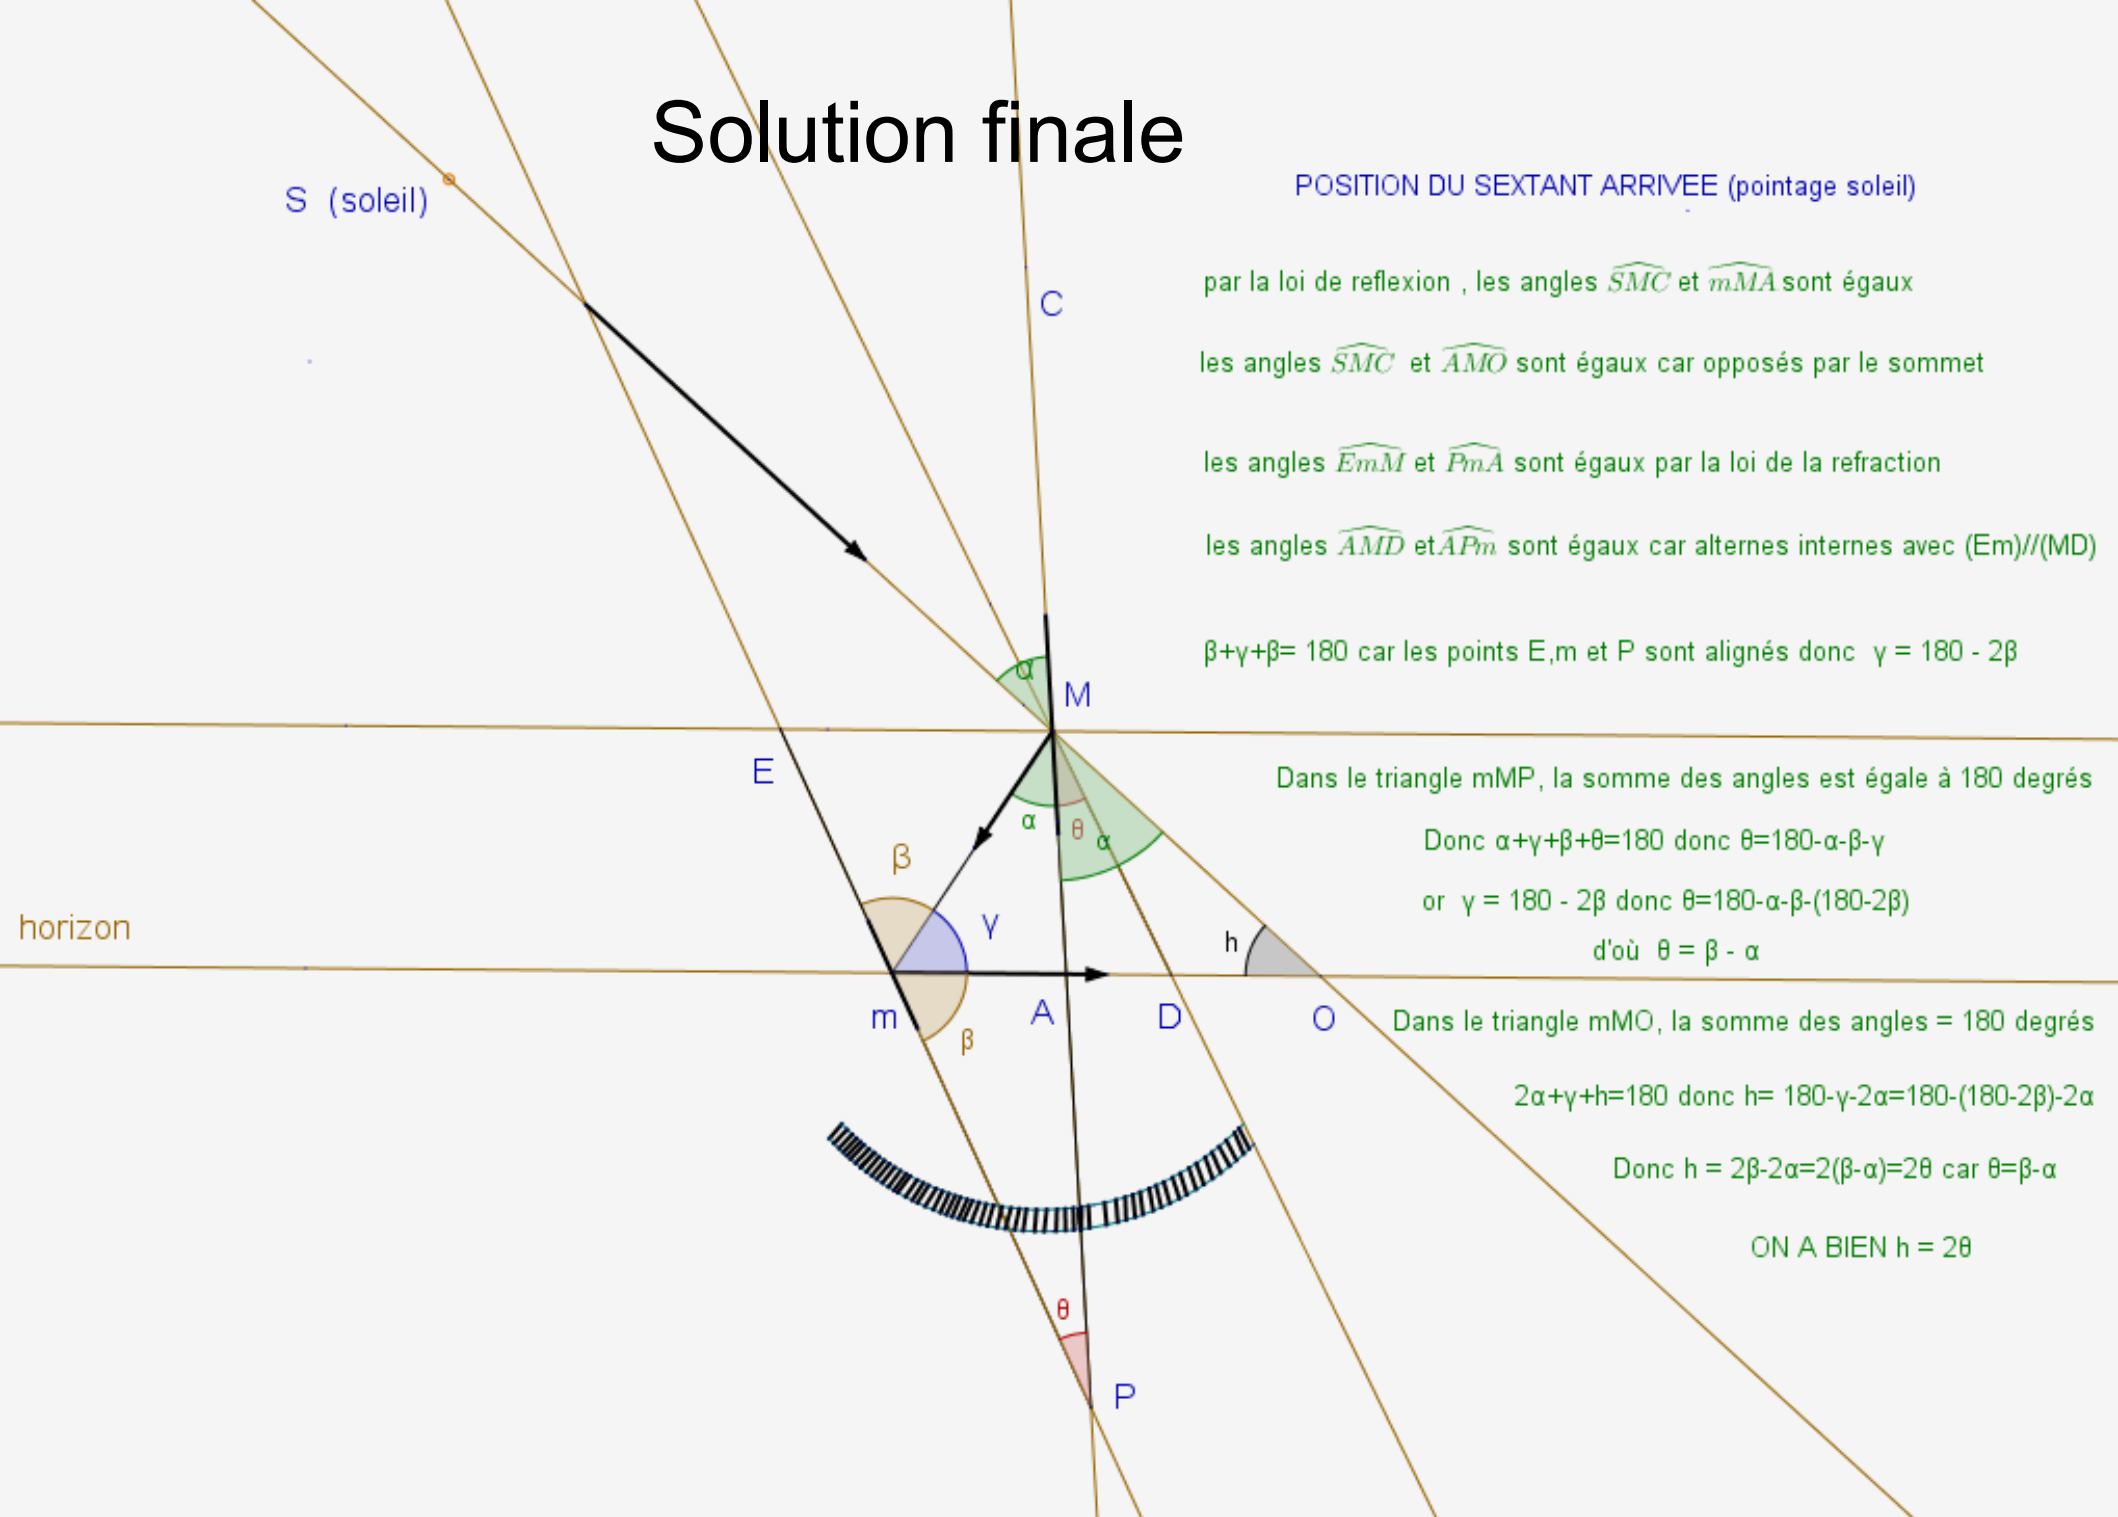 Solution finale
S (soleil)
POSITION DU SEXTANT ARRIVEE (pointage soleil)
par la loi de reflexion , les angles SMC et mMA sont égaux
C
les angles SMC et AMO sont égaux car opposés par le sommet
les angles EmM et PmA sont égaux par la loi de la refraction
les angles AMD et APm sont égaux car alternes internes avec (Em)//(MD)
β+γ+β= 180 car les points E,m et P sont alignés donc γ = 180 - 2β
α
M
E
Dans le triangle mMP, la somme des angles est égale à 180 degrés
α
θ
α
Donc α+γ+β+θ=180 donc θ=180-α-β-γ
β
or γ = 180 - 2β donc θ=180-α-β-(180-2β)
horizon
γ
h
d'où θ = β - α
m
A
D
O
Dans le triangle mMO, la somme des angles = 180 degrés
β
2α+γ+h=180 donc h= 180-γ-2α=180-(180-2β)-2α
Donc h = 2β-2α=2(β-α)=2θ car θ=β-α
ON A BIEN h = 2θ
θ
P